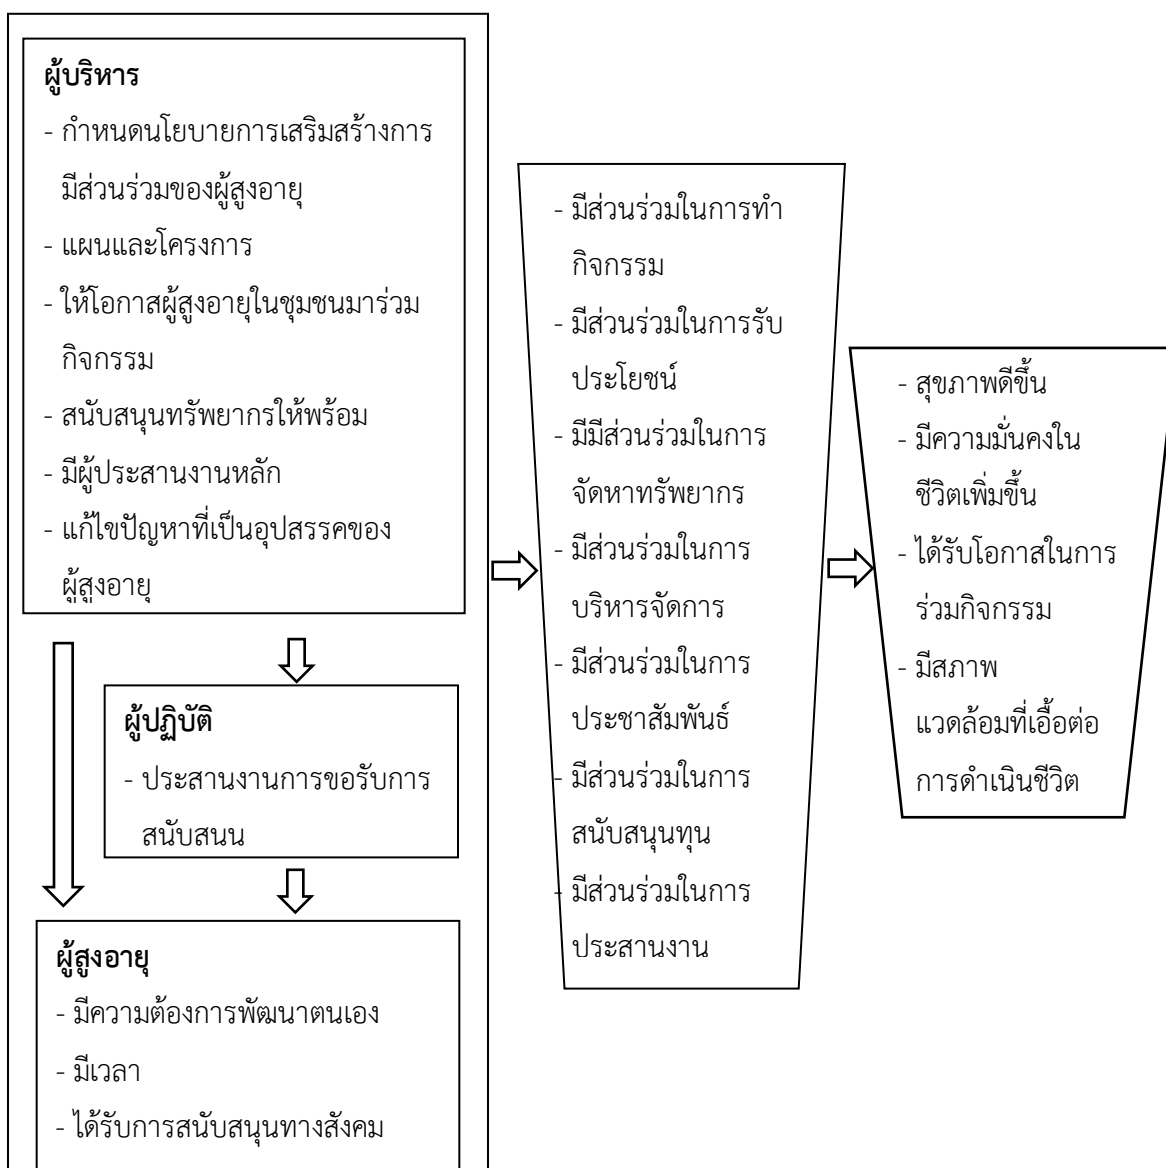 ผู้บริหาร
- กำหนดนโยบายการเสริมสร้างการ
มีส่วนร่วมของผู้สูงอายุ
- แผนและโครงการ
- ให้โอกาสผู้สูงอายุในชุมชนมาร่วม
กิจกรรม
- สนับสนุนทรัพยากรให้พร้อม
- มีผู้ประสานงานหลัก
- แก้ไขปัญหาที่เป็นอุปสรรคของ
ผู้สูงอายุ
ผู้ปฏิบัติ
- ประสานงานการขอรับการ
สนับสนน
ผู้สูงอายุ
- มีความต้องการพัฒนาตนเอง
- มีเวลา
- ได้รับการสนับสนุนทางสังคม
- มีส่วนร่วมในการทำ
กิจกรรม
- มีส่วนร่วมในการรับ
ประโยชน์
- มีมีส่วนร่วมในการ
จัดหาทรัพยากร
- มีส่วนร่วมในการ
บริหารจัดการ
- มีส่วนร่วมในการ
ประชาสัมพันธ์
- มีส่วนร่วมในการ
สนับสนุนทุน
- มีส่วนร่วมในการ
ประสานงาน
- สุขภาพดีขึ้น
- มีความมั่นคงใน
ชีวิตเพิ่มขึ้น
- ได้รับโอกาสในการ
ร่วมกิจกรรม
- มีสภาพ
แวดล้อมที่เอื้อต่อ
การดำเนินชีวิต